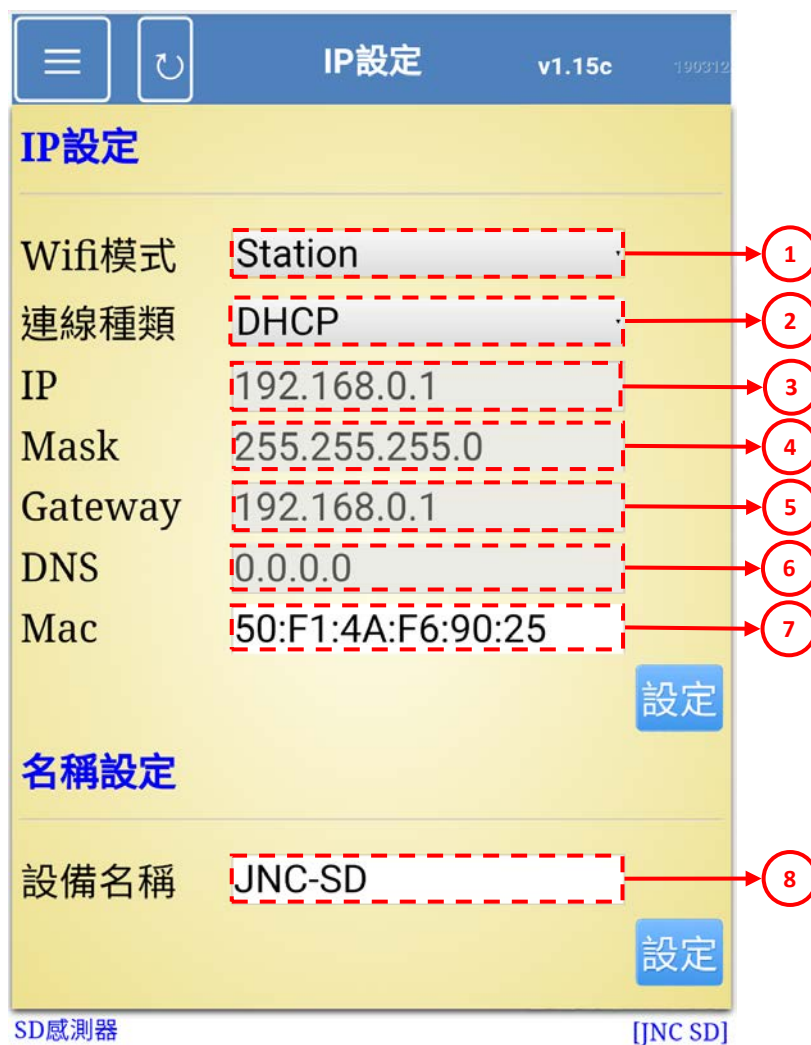 ☰ ↻ IP設定 v1.15c 190312
IP設定
Wifi模式 Station 1
連線種類 DHCP 2
IP 192.168.0.1 3
Mask 255.255.255.0 4
Gateway 192.168.0.1 5
DNS 0.0.0.0 6
Mac 50:F1:4A:F6:90:25 7
設定
名稱設定
設備名稱 JNC-SD 8
設定
SD感測器 [JNC SD]